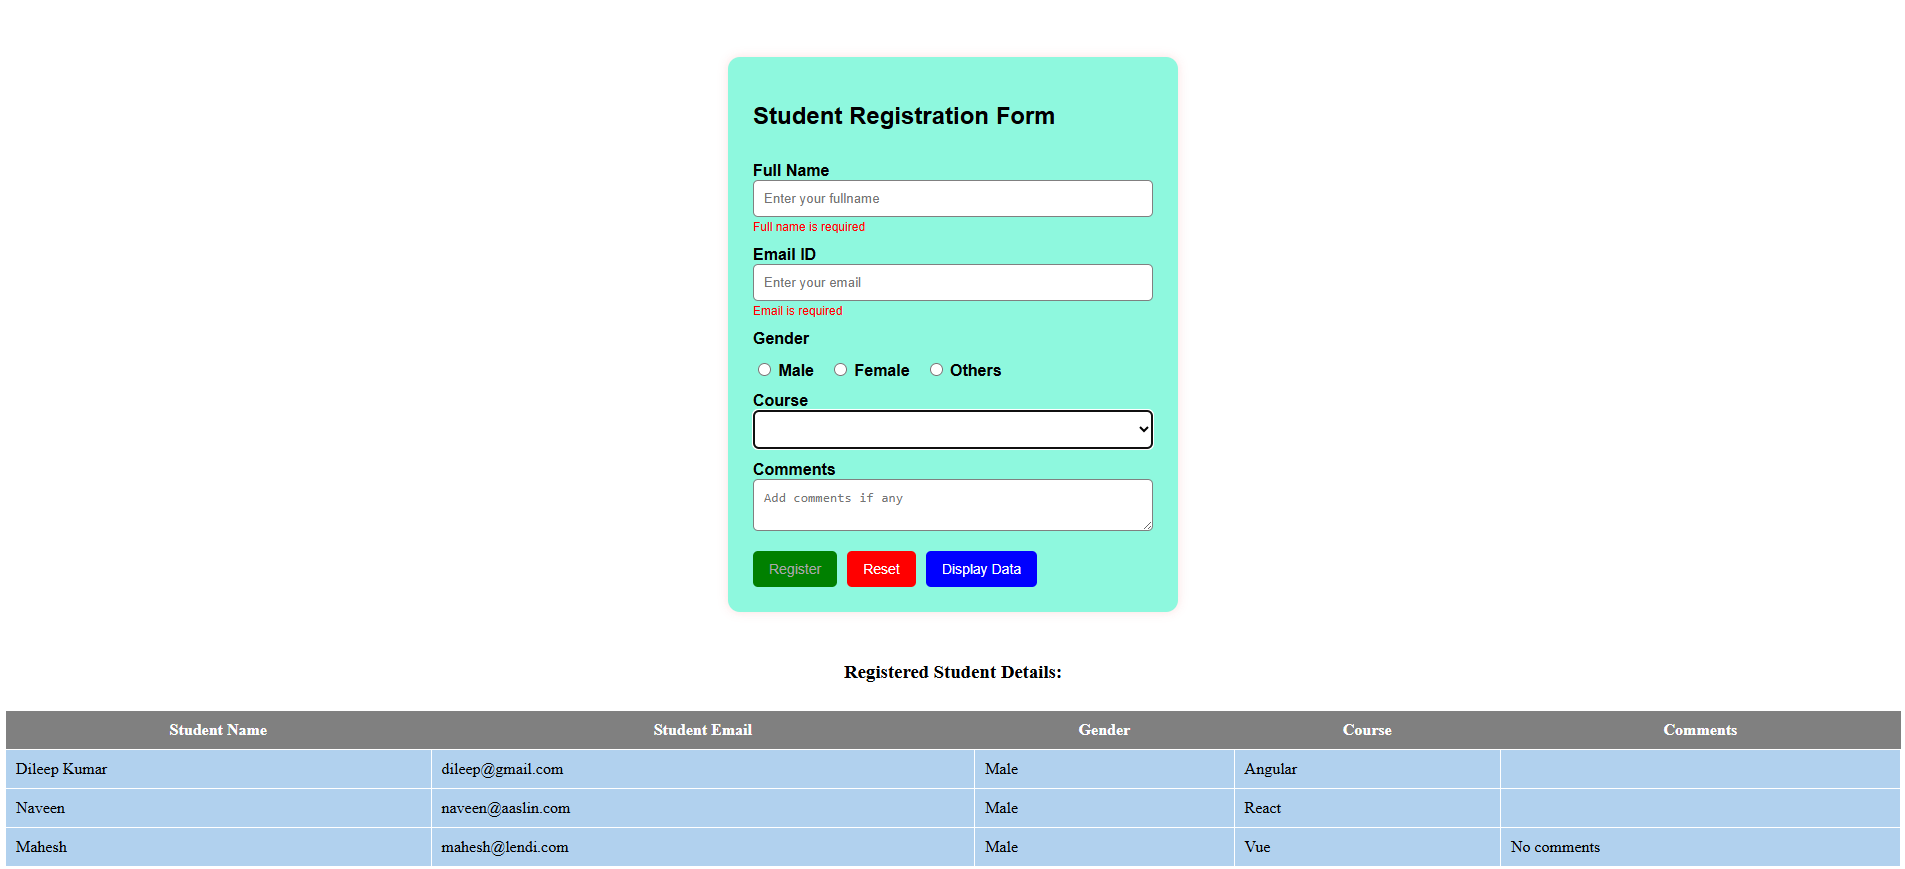 Student Registration Form
Full Name
Enter your fullname
Full name is required
Email ID
Enter your email
Email is required
Gender
Male Female Others
Course
Comments
Add comments if any
Register Reset Display Data
Registered Student Details:
Student Name Student Email Gender Course Comments
Dileep Kumar dileep@gmail.com Male Angular
Naveen naveen@aaslin.com Male React
Mahesh mahesh@lendi.com Male Vue No comments